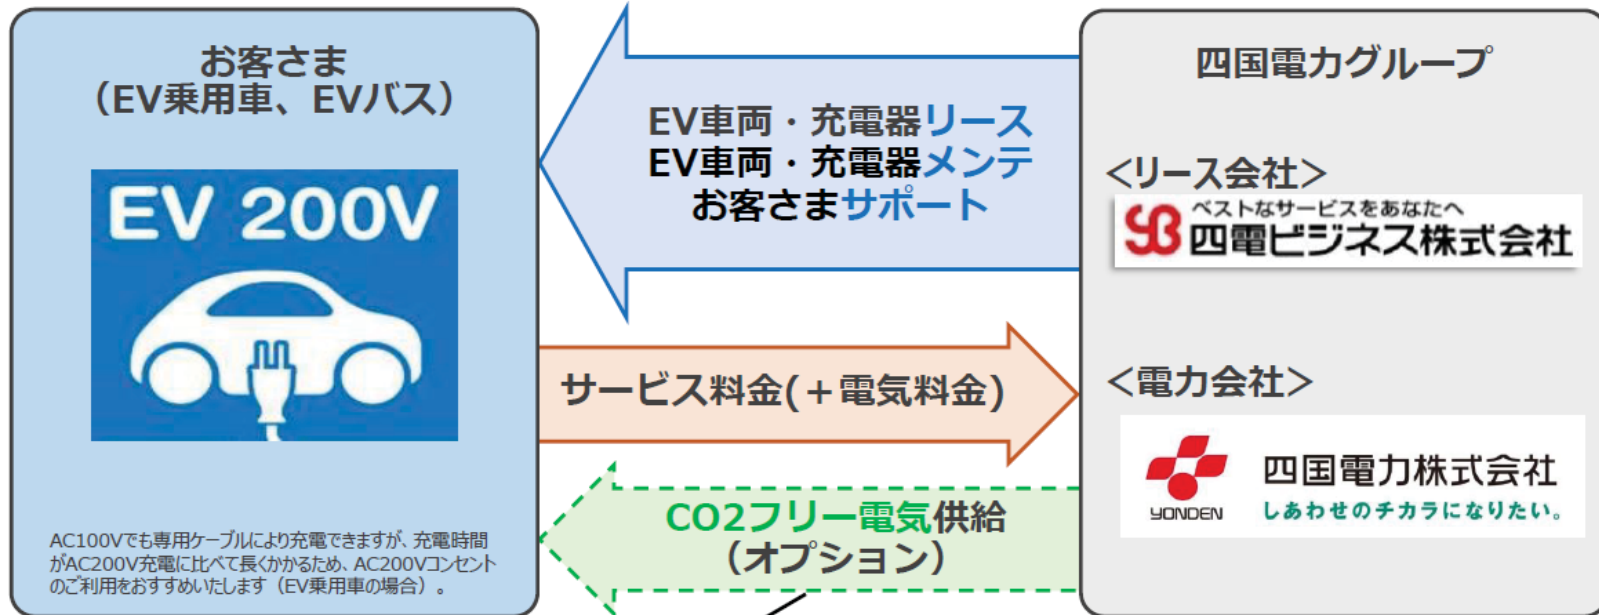 お客さま
（EV乗用車、EVバス）
EV 200V
AC100Vでも専用ケーブルにより充電できますが、充電時間
がAC200V充電に比べて長くかかるため、AC200Vコンセント
のご利用をおすすめいたします（EV乗用車の場合）。
EV車両・充電器リース
EV車両・充電器メンテ
お客さまサポート
サービス料金(＋電気料金)
CO2フリー電気供給
（オプション）
四国電力グループ
＜リース会社＞
ベストなサービスをあなたへ
四電ビジネス株式会社
＜電力会社＞
YONDEN
四国電力株式会社
しあわせのチカラになりたい。